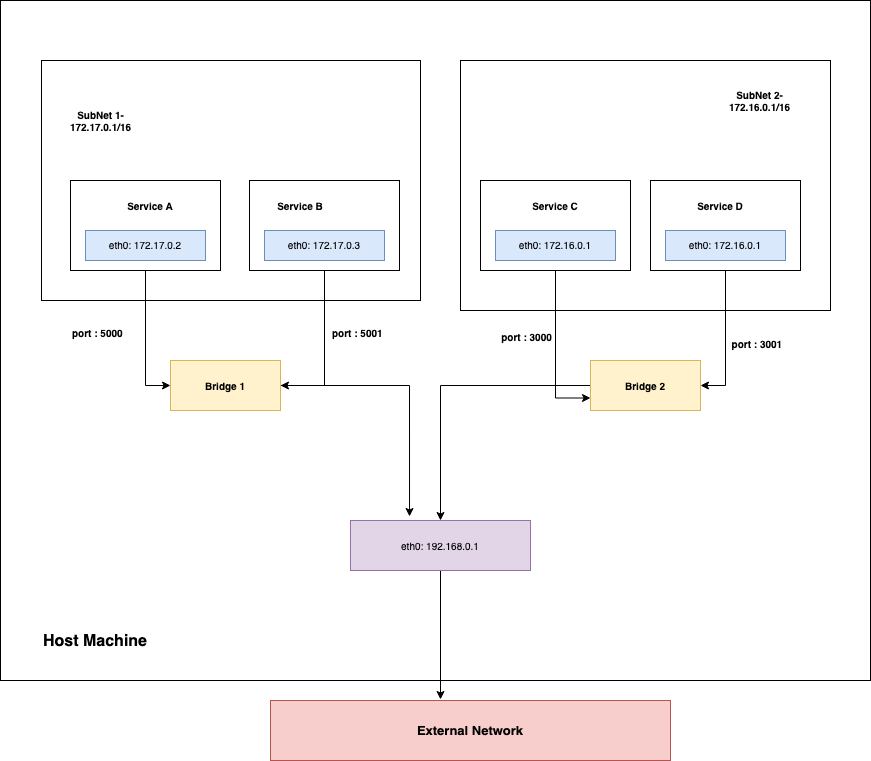 SubNet 1-
172.17.0.1/16
SubNet 2-
172.16.0.1/16
Service A
Service B
Service C
Service D
eth0: 172.17.0.2
eth0: 172.17.0.3
eth0: 172.16.0.1
eth0: 172.16.0.1
port : 5000
port : 5001
port : 3000
port : 3001
Bridge 1
Bridge 2
eth0: 192.168.0.1
Host Machine
External Network